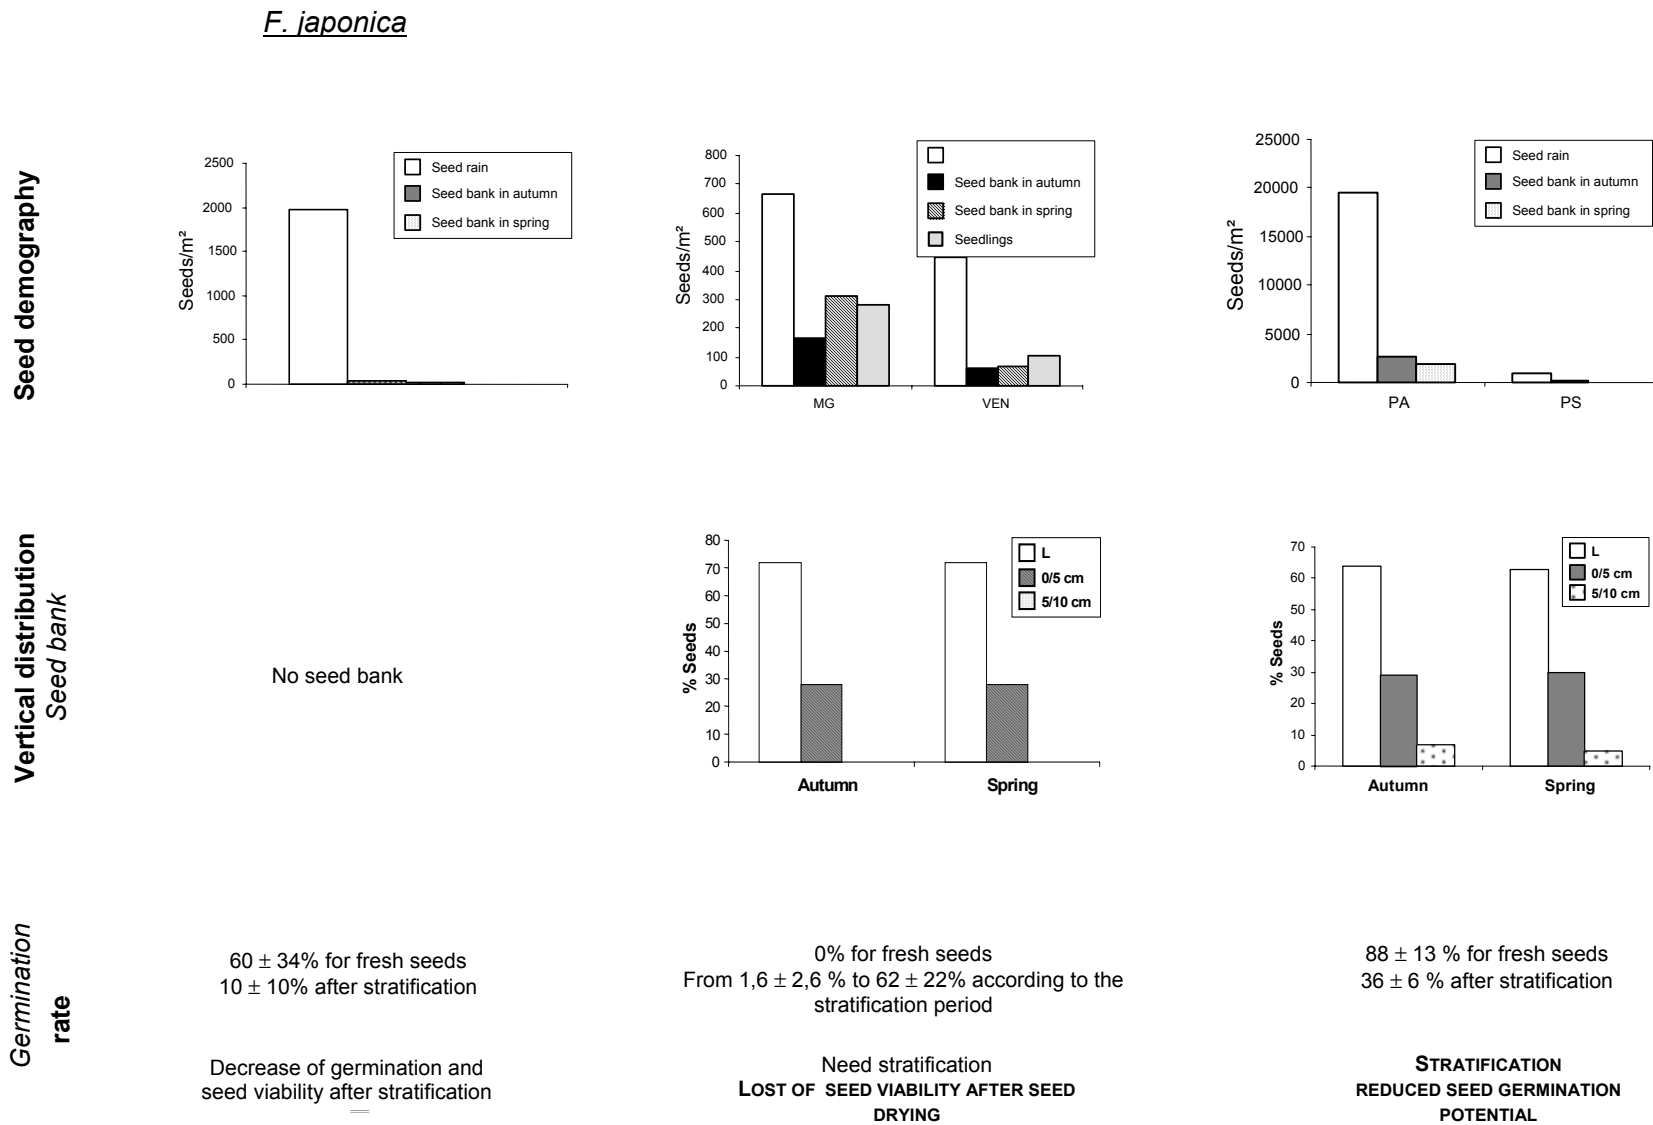 F. japonica
Seed demography
Seeds/m²
2500
2000
1500
1000
500
0
Seed rain
Seed bank in autumn
Seed bank in spring
Seeds/m²
800
700
600
500
400
300
200
100
0
MG
VEN
Seed bank in autumn
Seed bank in spring
Seedlings
Seeds/m²
25000
20000
15000
10000
5000
0
PA
PS
Seed rain
Seed bank in autumn
Seed bank in spring
Vertical distribution
Seed bank
No seed bank
% Seeds
80
70
60
50
40
30
20
10
0
Autumn
Spring
L
0/5 cm
5/10 cm
% Seeds
70
60
50
40
30
20
10
0
Autumn
Spring
L
0/5 cm
5/10 cm
Germination
rate
60 ± 34% for fresh seeds
10 ± 10% after stratification
Decrease of germination and
seed viability after stratification
0% for fresh seeds
From 1,6 ± 2,6 % to 62 ± 22% according to the
stratification period
Need stratification
LOST OF SEED VIABILITY AFTER SEED
DRYING
88 ± 13 % for fresh seeds
36 ± 6 % after stratification
STRATIFICATION
REDUCED SEED GERMINATION
POTENTIAL